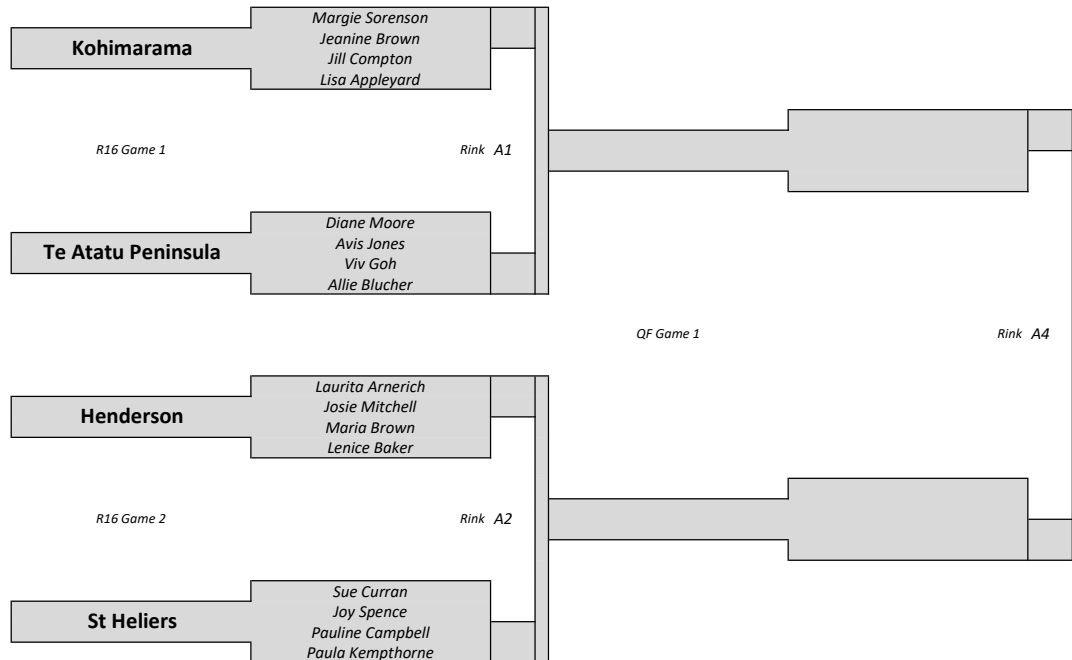 Margie Sorenson
Kohimarama
Jeanine Brown
Jill Compton
Lisa Appleyard
R16 Game 1
Rink A1
Diane Moore
Te Atatu Peninsula
Avis Jones
Viv Goh
Allie Blucher
QF Game 1
Rink A4
Laurita Arnerich
Henderson
Josie Mitchell
Maria Brown
Lenice Baker
R16 Game 2
Rink A2
Sue Curran
St Heliers
Joy Spence
Pauline Campbell
Paula Kempthorne